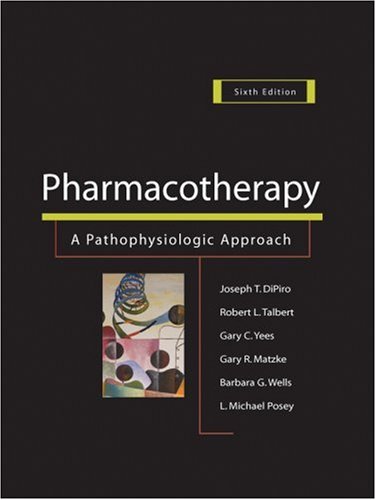 Sixth Edition
Pharmacotherapy
A Pathophysiologic Approach
Joseph T. DiPiro
Robert L. Talbert
Gary C. Yees
Gary R. Matzke
Barbara G. Wells
L. Michael Posey